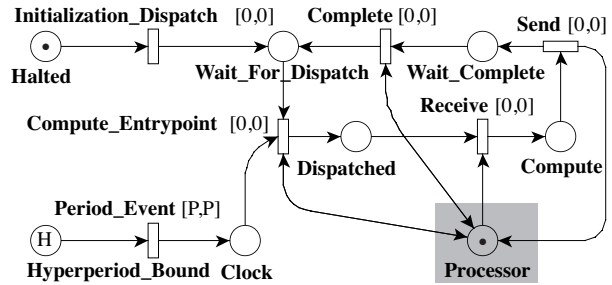 Initialization_Dispatch [0,0] Complete [0,0] Send [0,0]
Halted Wait_For_Dispatch Wait_Complete
Receive [0,0]
Compute_Entrypoint [0,0]
Dispatched Compute
Period_Event [P,P]
H
Hyperperiod_Bound Clock Processor